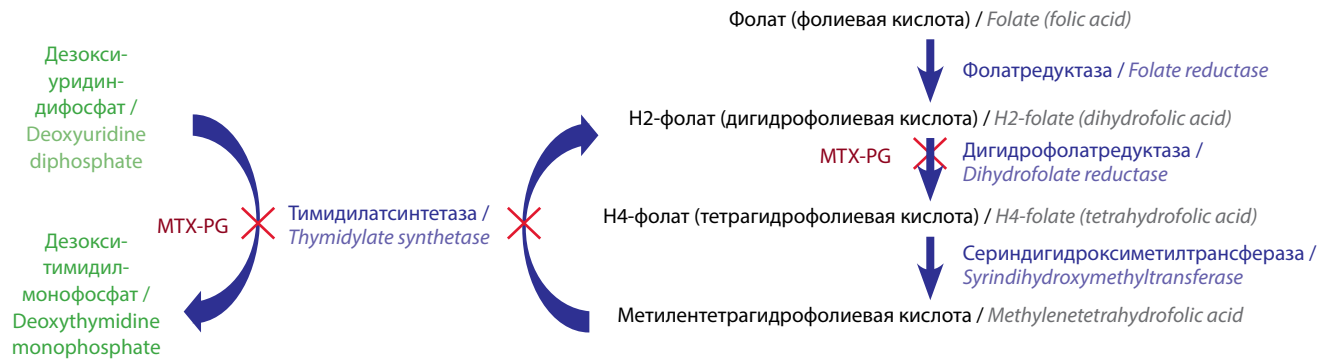 Дезокси-
уридин-
дифосфат /
Deoxyuridine
diphosphate
MTX-PG
Дезокси-
тимидил-
монофосфат /
Deoxythymidine
monophosphate
Тимидилатсинтетаза /
Thymidylate synthetase
Фолат (фолиевая кислота) / Folate (folic acid)
Фолатредуктаза / Folate reductase
H2-фолат (дигидрофолиевая кислота) / H2-folate (dihydrofolic acid)
MTX-PG
Дигидрофолатредуктаза /
Dihydrofolate reductase
H4-фолат (тетрагидрофолиевая кислота) / H4-folate (tetrahydrofolic acid)
Сериндигидроксиметилтрансфераза /
Syrindihydroxymethyltransferase
Метилентетрагидрофолиевая кислота / Methylenetetrahydrofolic acid